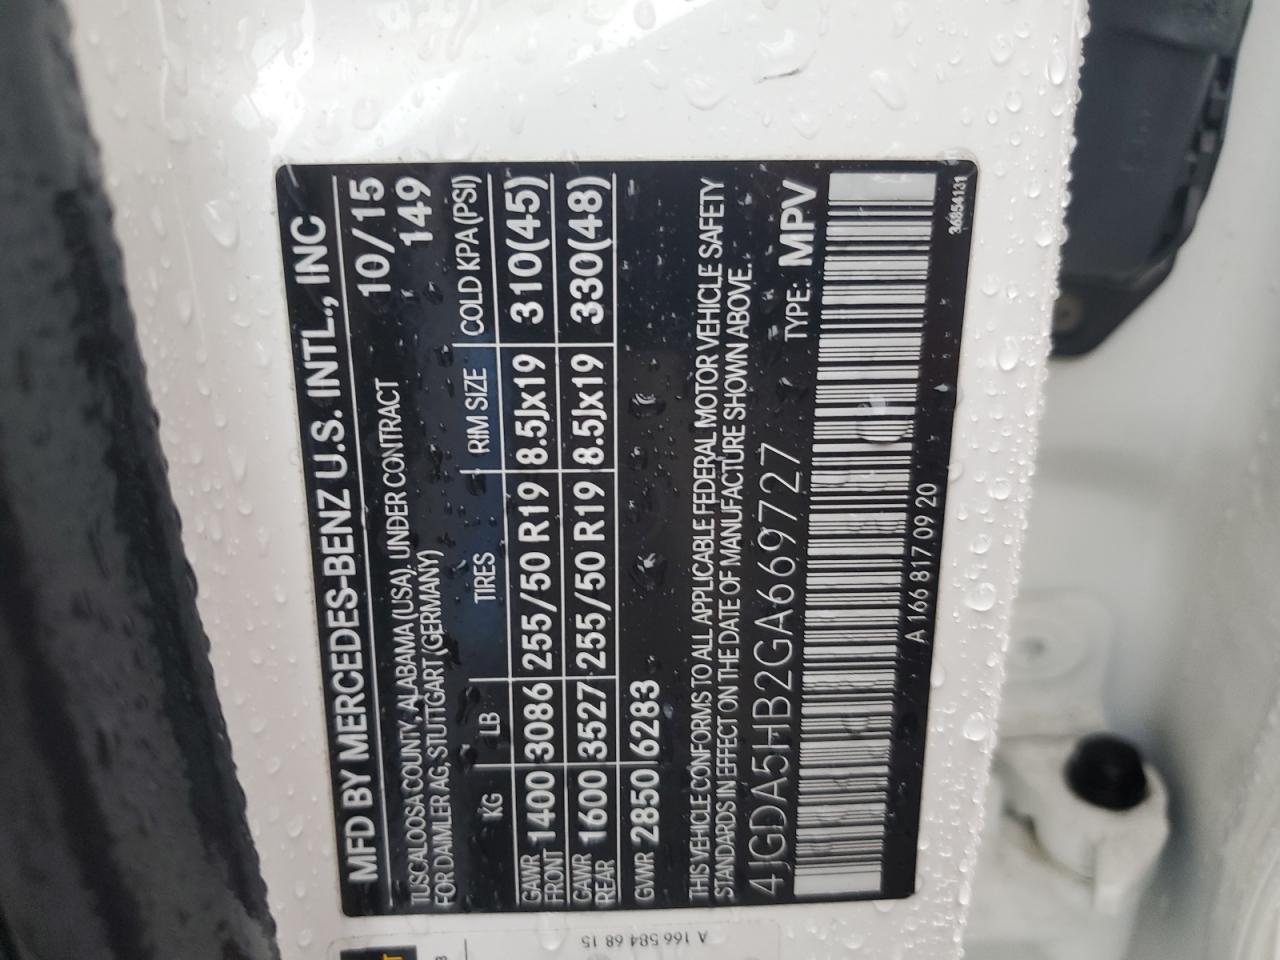 MFD BY MERCEDES-BENZ U.S. INTL., INC
TUSCALOOSA COUNTY, ALABAMA (USA). UNDER CONTRACT 10/15
FOR DAIMLER AG, STUTTGART (GERMANY) 149
KG LB TIRES RIM SIZE COLD KPA (PSI)
GAWR FRONT 1400 3086 255/50 R19 8.5Jx19 310(45)
GAWR REAR 1600 3527 255/50 R19 8.5Jx19 330(48)
GVWR 2850 6283
THIS VEHICLE CONFORMS TO ALL APPLICABLE FEDERAL MOTOR VEHICLE SAFETY
STANDARDS IN EFFECT ON THE DATE OF MANUFACTURE SHOWN ABOVE.
4JGDA5HB2GA669727 TYPE: MPV
A 166 817 09 20
36854131
A 166 584 68 15